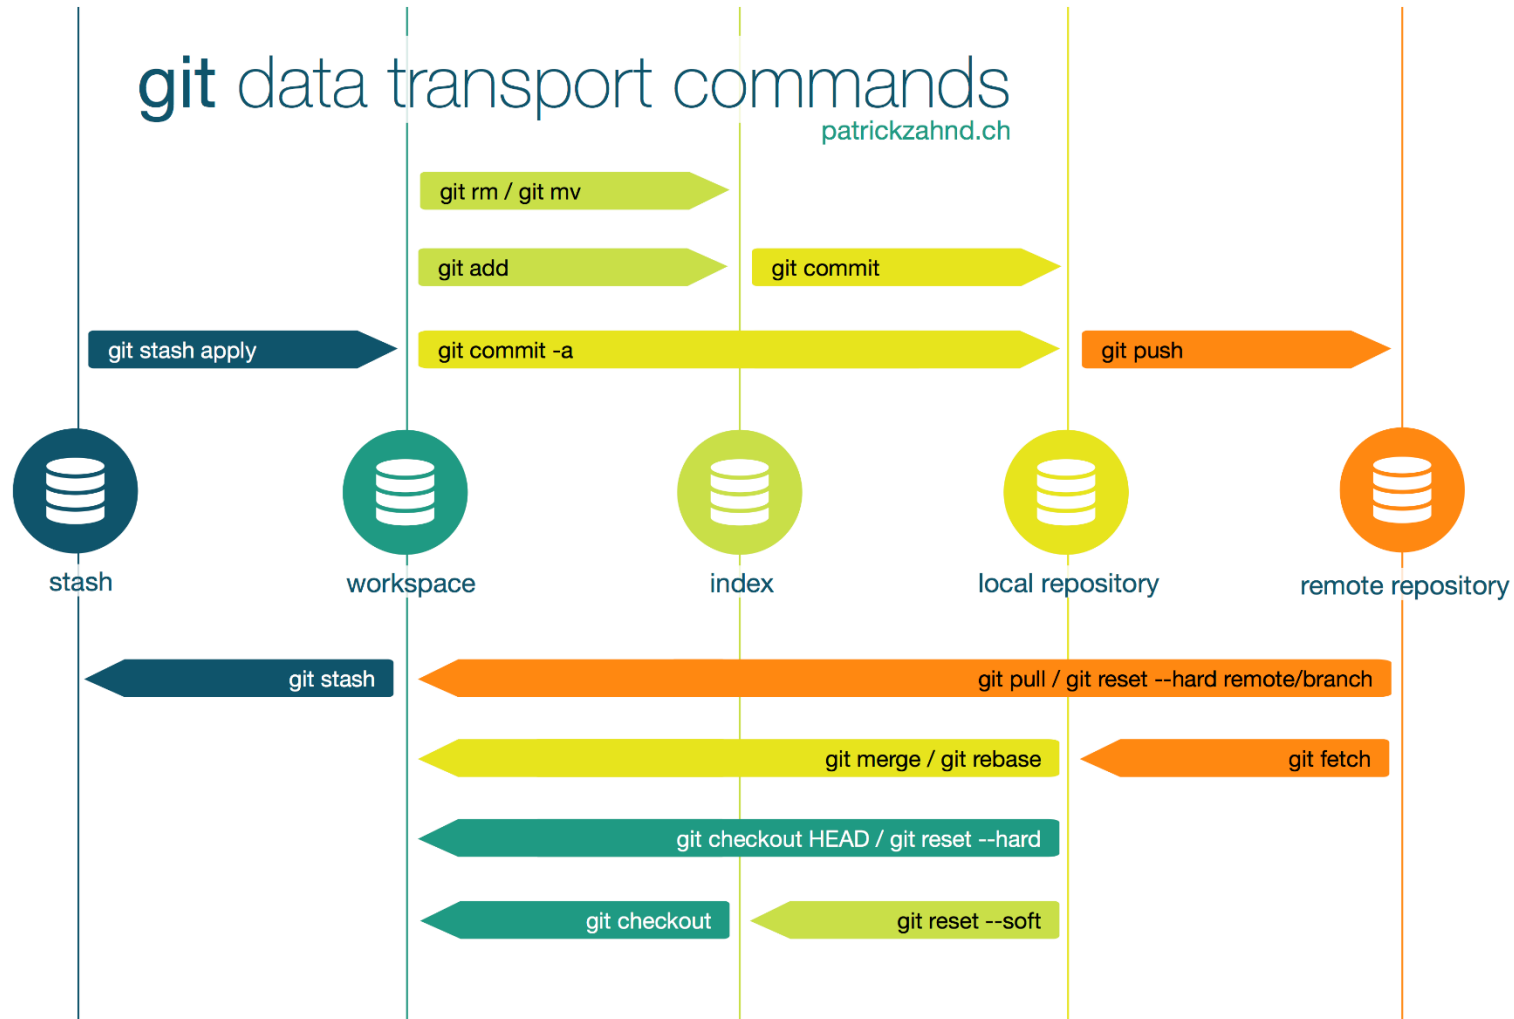 git data transport commands
patrickzahnd.ch
git rm / git mv
git add
git commit
git stash apply
git commit -a
git push
stash
workspace
index
local repository
remote repository
git stash
git pull / git reset --hard remote/branch
git merge / git rebase
git fetch
git checkout HEAD / git reset --hard
git checkout
git reset --soft